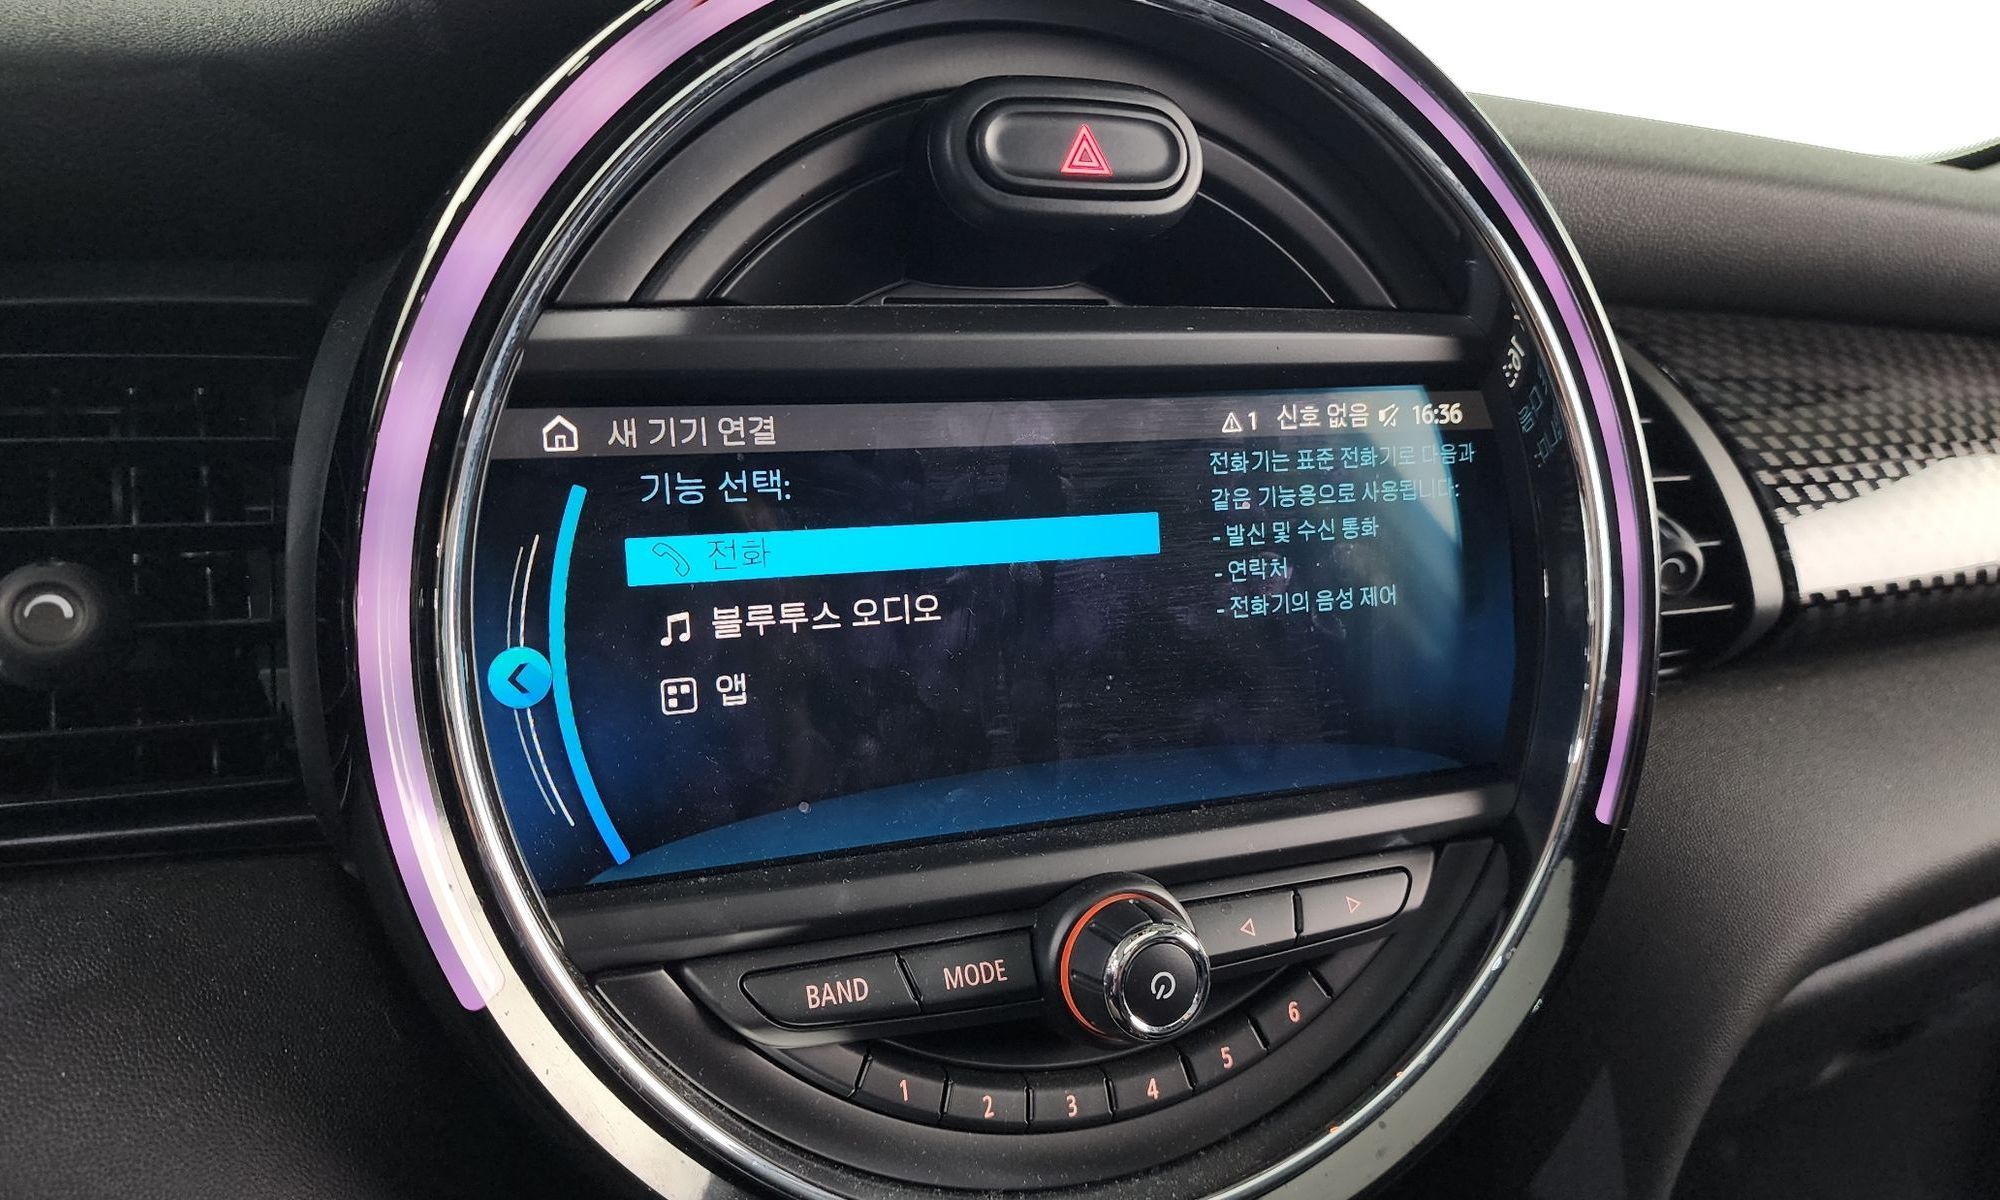 새 기기 연결
1 신호 없음 16:36
기능 선택:
전화
블루투스 오디오
앱
전화기는 표준 전화기로 다음과
같은 기능용으로 사용됩니다:
- 발신 및 수신 통화
- 연락처
- 전화기의 음성 제어
BAND MODE
1 2 3 4 5 6